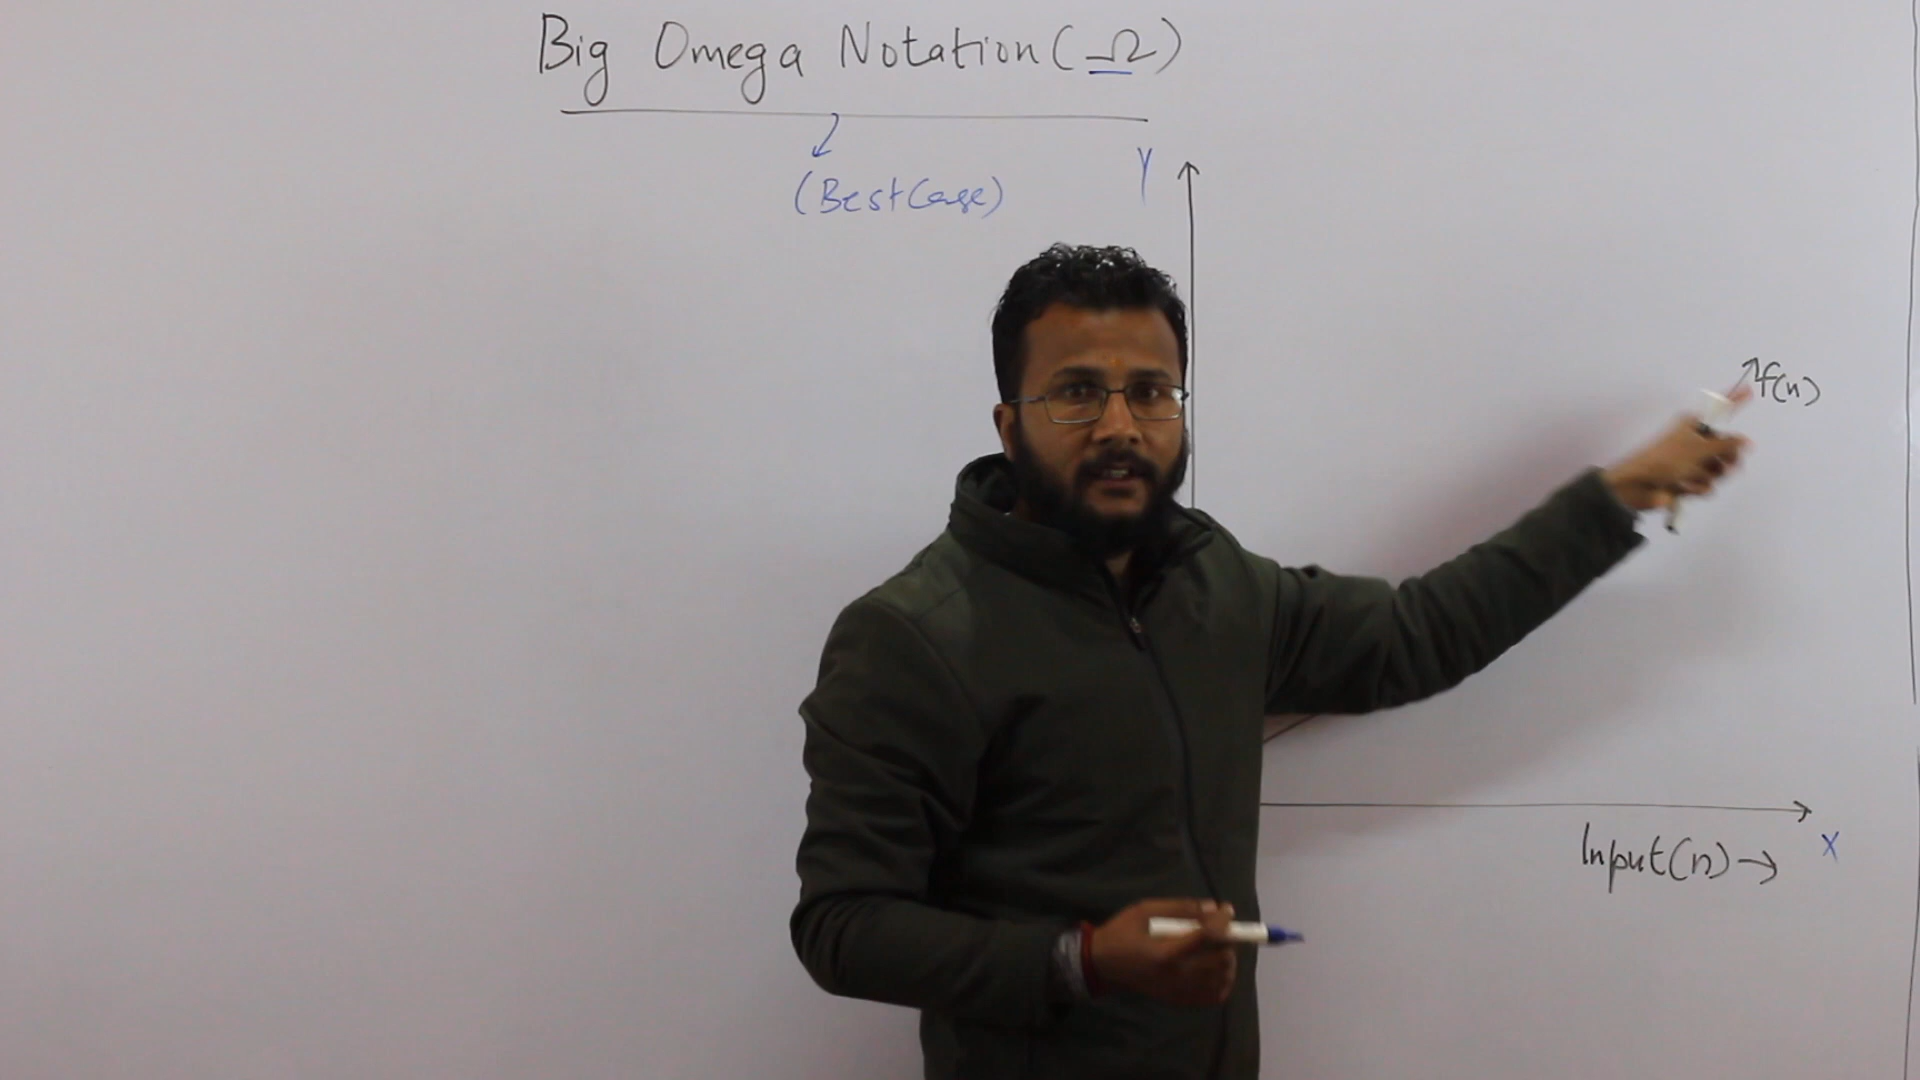 Big Omega Notation (Ω)
(Best Case)
Y
f(n)
Input(n) →
X